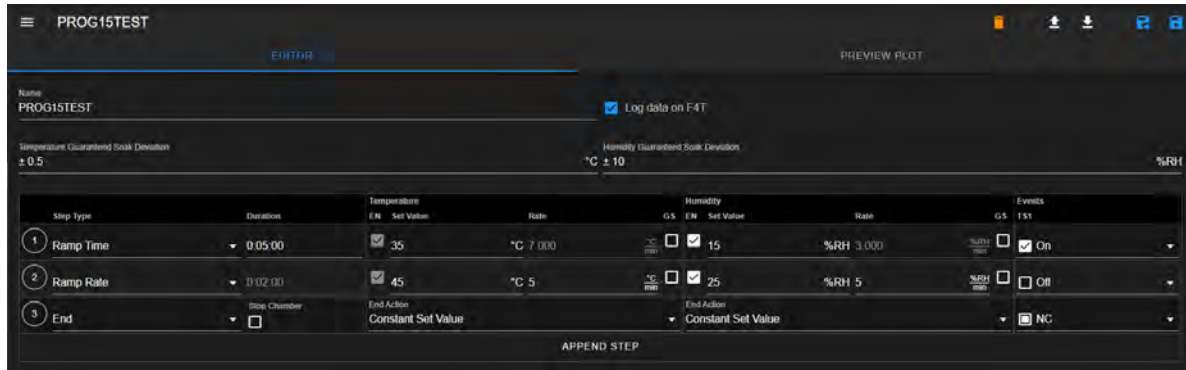 PROG15TEST
EDITOR
PREVIEW PLOT
Name
PROG15TEST
Log data on F4T
Temperature Guaranteed Soak Deviation
± 0.5 °C
Humidity Guaranteed Soak Deviation
± 10 %RH
Temperature Humidity Events
Step Type Duration EN Set Value Rate GS EN Set Value Rate GS TS1
1 Ramp Time 0:05:00 35 °C 7.000 °C/min 15 %RH 3.000 %RH/min On
2 Ramp Rate 0:02:00 45 °C 5 °C/min 25 %RH 5 %RH/min Off
Stop Chamber End Action End Action
3 End Constant Set Value Constant Set Value NC
APPEND STEP